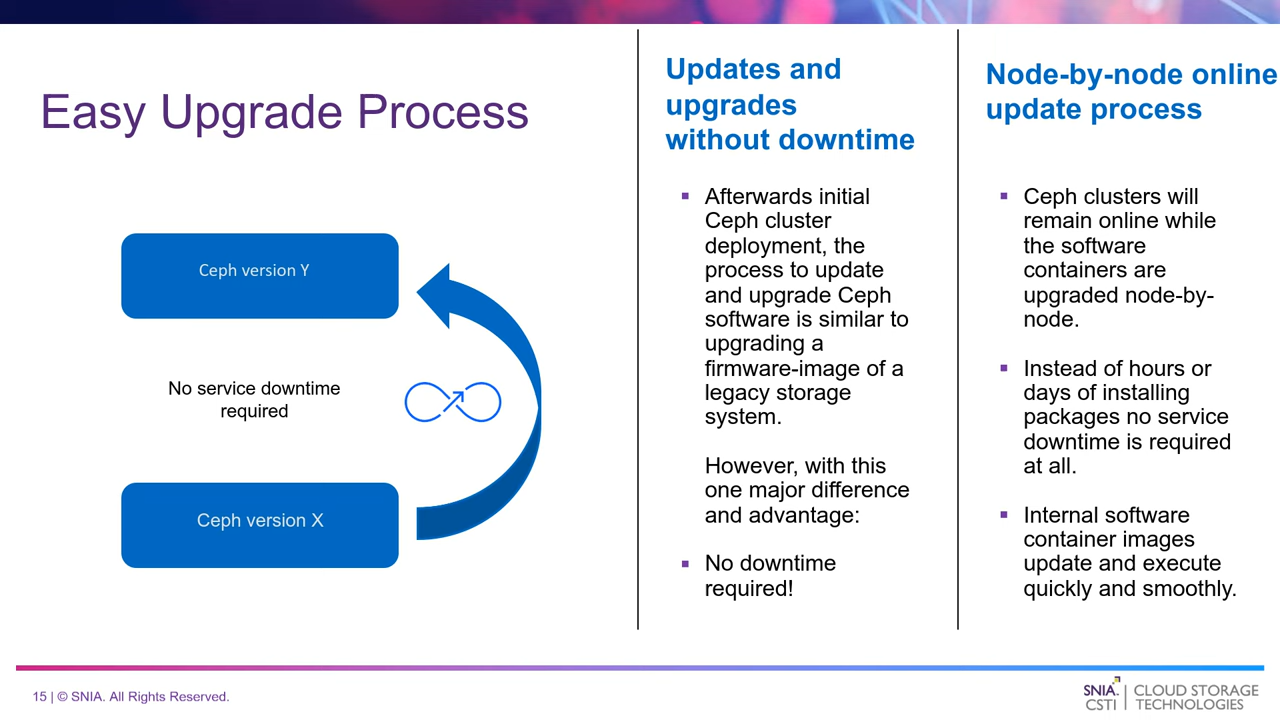 Easy Upgrade Process
Ceph version Y
No service downtime
required
Ceph version X
Updates and
upgrades
without downtime
▪ Afterwards initial
Ceph cluster
deployment, the
process to update
and upgrade Ceph
software is similar to
upgrading a
firmware-image of a
legacy storage
system.
However, with this
one major difference
and advantage:
▪ No downtime
required!
Node-by-node online
update process
▪ Ceph clusters will
remain online while
the software
containers are
upgraded node-by-
node.
▪ Instead of hours or
days of installing
packages no service
downtime is required
at all.
▪ Internal software
container images
update and execute
quickly and smoothly.
15 | © SNIA. All Rights Reserved.
SNIA.
CSTI
CLOUD STORAGE
TECHNOLOGIES